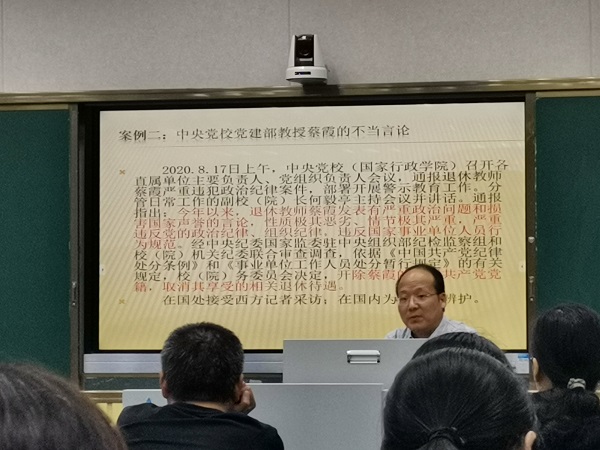 案例二：中央党校党建部教授蔡霞的不当言论
2020.8.17日上午，中央党校（国家行政学院）召开各
直属单位主要负责人、党组织负责人会议，通报退休教师
蔡霞严重违犯政治纪律案件，部署开展警示教育工作。分
管日常工作的副校（院）长何毅亭主持会议并讲话。通报
指出：今年以来，退休教师蔡霞发表有严重政治问题和损
害国家声誉的言论，性质极其恶劣、情节极其严重，严重
违反党的政治纪律、组织纪律，违反国家事业单位人员行
为规范。经中央纪委国家监委驻中央组织部纪检监察组和
校（院）机关纪委联合审查调查，依据《中国共产党纪律
处分条例》和《事业单位工作人员处分暂行规定》的有关
规定，校（院）务委员会决定，开除蔡霞 共产党党
籍，取消其享受的相关退休待遇。
在国处接受西方记者采访；在国内为 辨护。